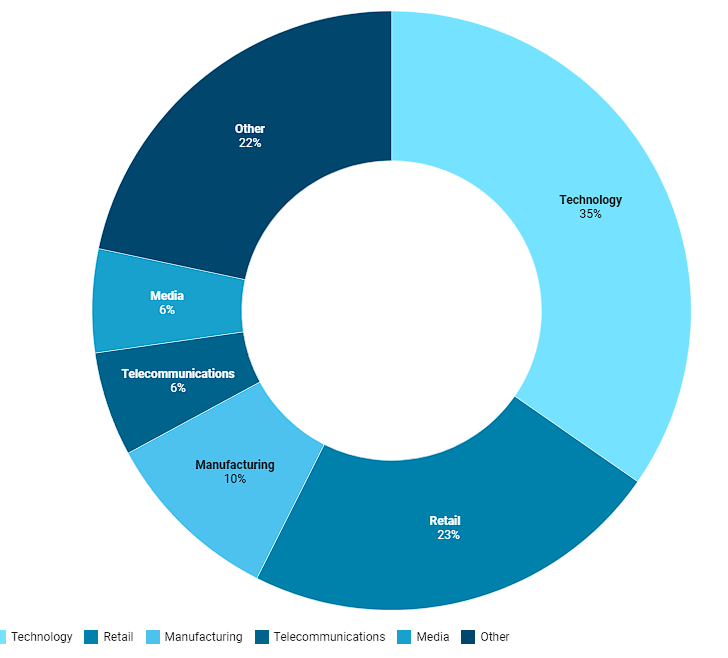 Other
22%
Technology
35%
Media
6%
Telecommunications
6%
Manufacturing
10%
Retail
23%
Technology Retail Manufacturing Telecommunications Media Other